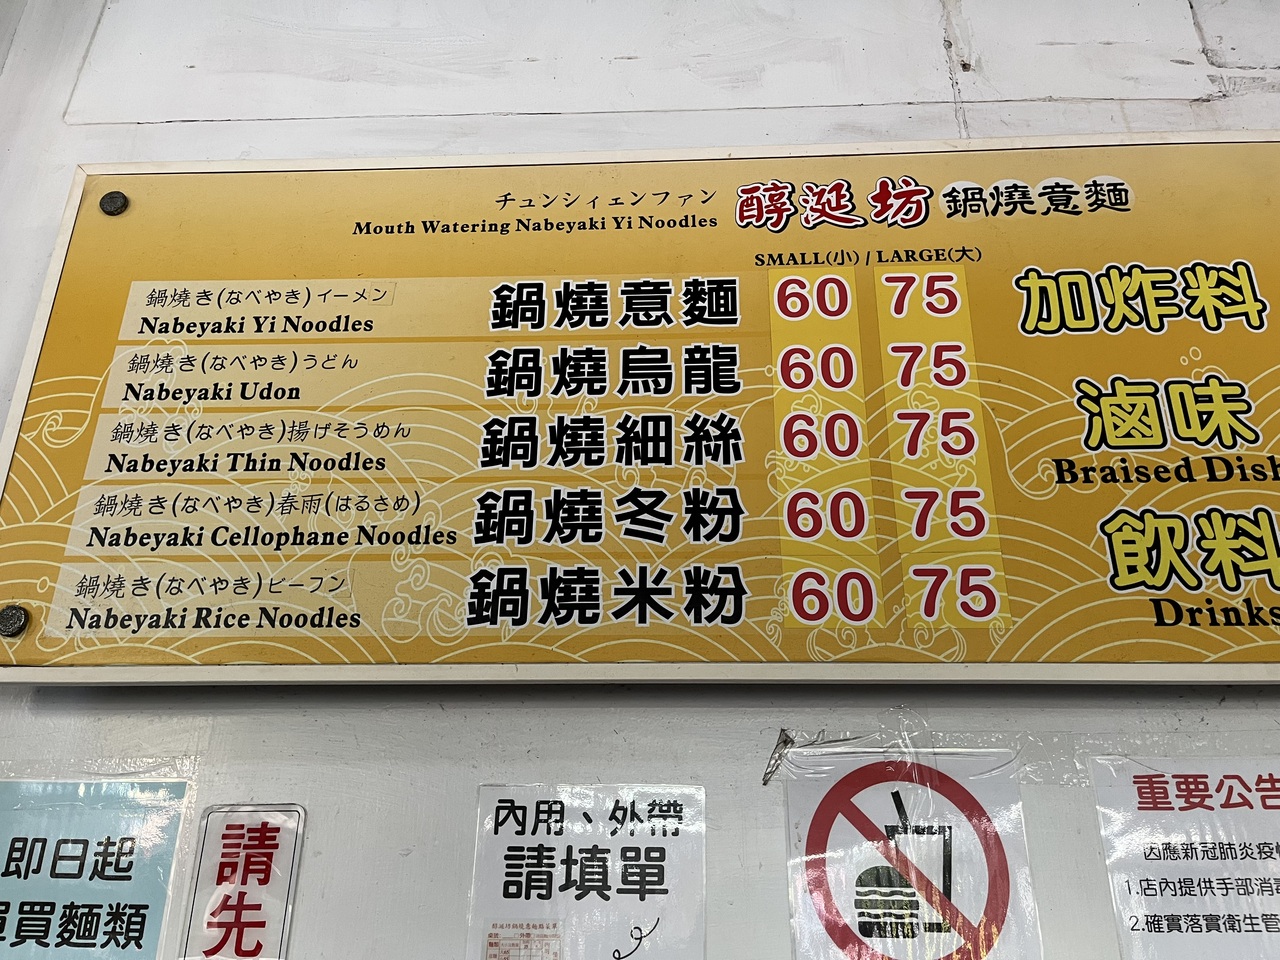 チュンシィエンファン
Mouth Watering Nabeyaki Yi Noodles
醇涎坊 鍋燒意麵
SMALL(小) / LARGE(大)
鍋燒き(なべやき)イーメン
Nabeyaki Yi Noodles
鍋燒意麵 60 75
鍋燒き(なべやき)うどん
Nabeyaki Udon
鍋燒烏龍 60 75
鍋燒き(なべやき)揚げそうめん
Nabeyaki Thin Noodles
鍋燒細絲 60 75
鍋燒き(なべやき)春雨(はるさめ)
Nabeyaki Cellophane Noodles
鍋燒冬粉 60 75
鍋燒き(なべやき)ビーフン
Nabeyaki Rice Noodles
鍋燒米粉 60 75
加炸料
滷味
Braised Dish
飲料
Drinks
即日起
買麵類
請先
內用、外帶
請填單
重要公告
因應新冠肺炎疫
1.店內提供手部消
2.確實落實衛生管